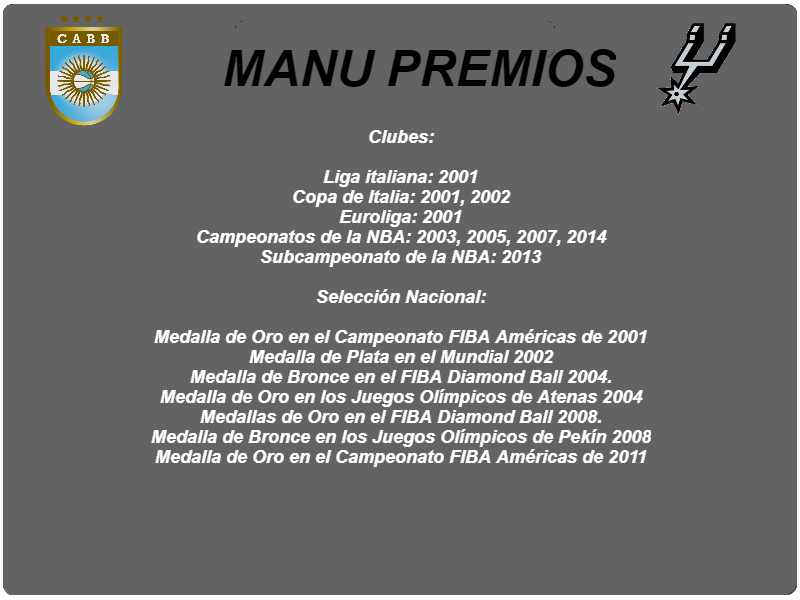 CABB
MANU PREMIOS
Clubes:
Liga italiana: 2001
Copa de Italia: 2001, 2002
Euroliga: 2001
Campeonatos de la NBA: 2003, 2005, 2007, 2014
Subcampeonato de la NBA: 2013
Selección Nacional:
Medalla de Oro en el Campeonato FIBA Américas de 2001
Medalla de Plata en el Mundial 2002
Medalla de Bronce en el FIBA Diamond Ball 2004.
Medalla de Oro en los Juegos Olímpicos de Atenas 2004
Medallas de Oro en el FIBA Diamond Ball 2008.
Medalla de Bronce en los Juegos Olímpicos de Pekín 2008
Medalla de Oro en el Campeonato FIBA Américas de 2011